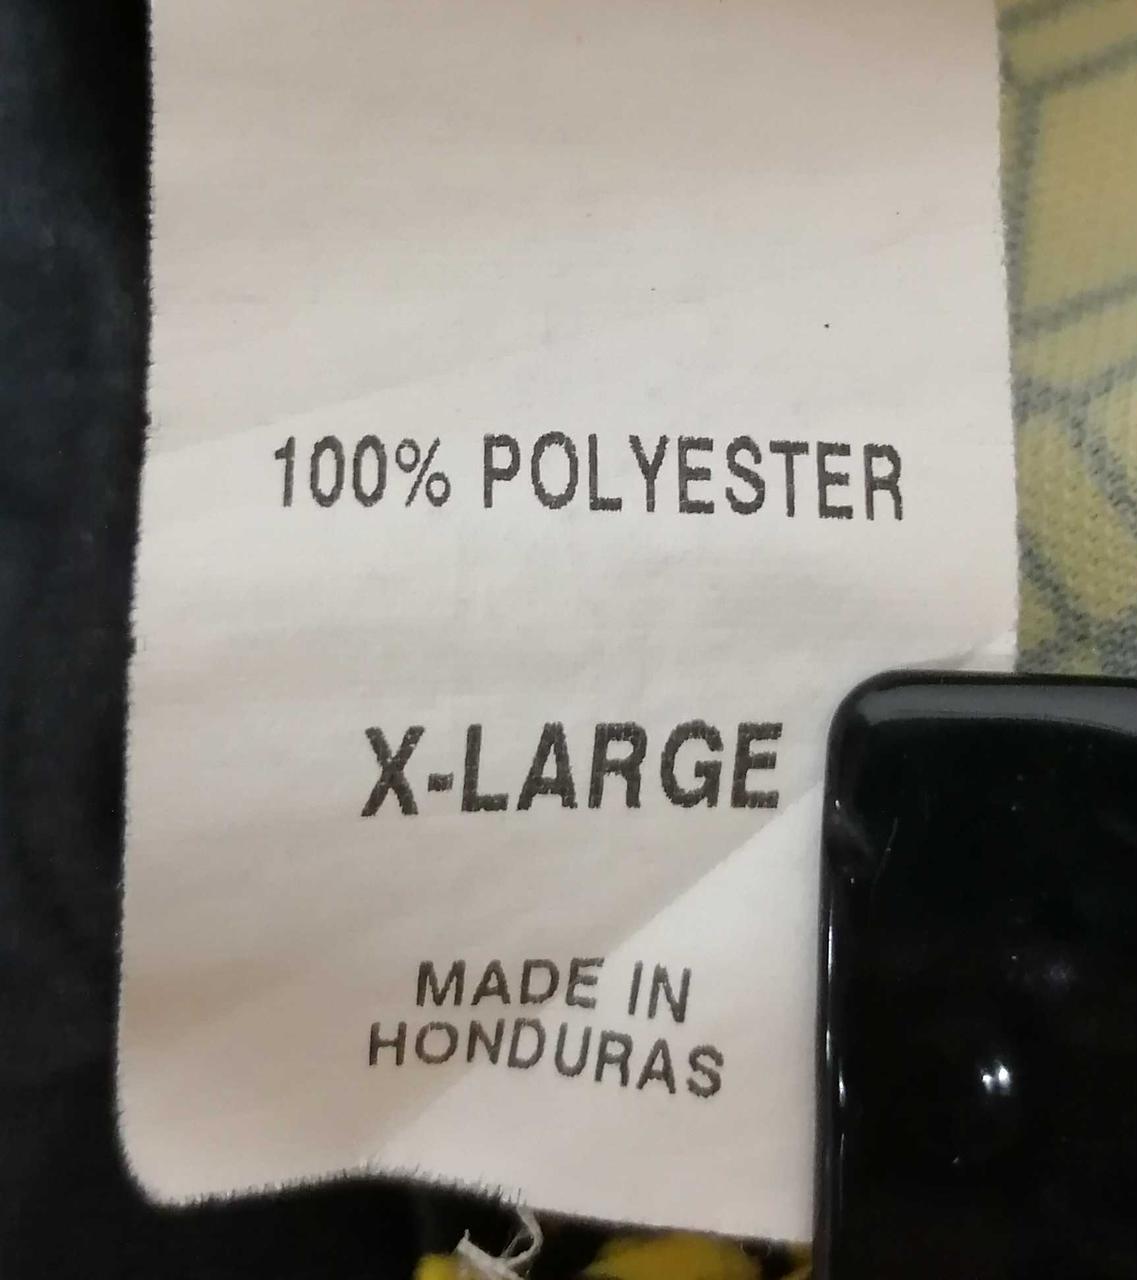 100% POLYESTER
X-LARGE
MADE IN
HONDURAS